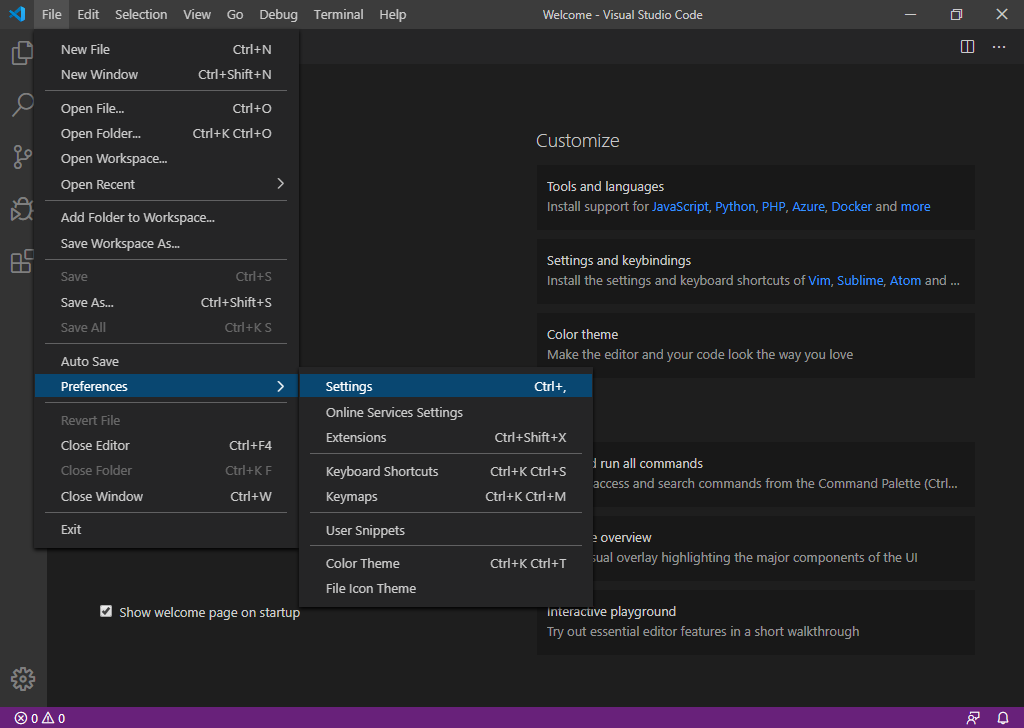 File Edit Selection View Go Debug Terminal Help Welcome - Visual Studio Code
New File Ctrl+N
New Window Ctrl+Shift+N
Open File... Ctrl+O
Open Folder... Ctrl+K Ctrl+O
Open Workspace...
Open Recent
Add Folder to Workspace...
Save Workspace As...
Save Ctrl+S
Save As... Ctrl+Shift+S
Save All Ctrl+K S
Auto Save
Preferences
Revert File
Close Editor Ctrl+F4
Close Folder Ctrl+K F
Close Window Ctrl+W
Exit
Settings Ctrl+,
Online Services Settings
Extensions Ctrl+Shift+X
Keyboard Shortcuts Ctrl+K Ctrl+S
Keymaps Ctrl+K Ctrl+M
User Snippets
Color Theme Ctrl+K Ctrl+T
File Icon Theme
Customize
Tools and languages
Install support for JavaScript, Python, PHP, Azure, Docker and more
Settings and keybindings
Install the settings and keyboard shortcuts of Vim, Sublime, Atom and ...
Color theme
Make the editor and your code look the way you love
run all commands
access and search commands from the Command Palette (Ctrl...
overview
overlay highlighting the major components of the UI
Interactive playground
Try out essential editor features in a short walkthrough
Show welcome page on startup
0 0